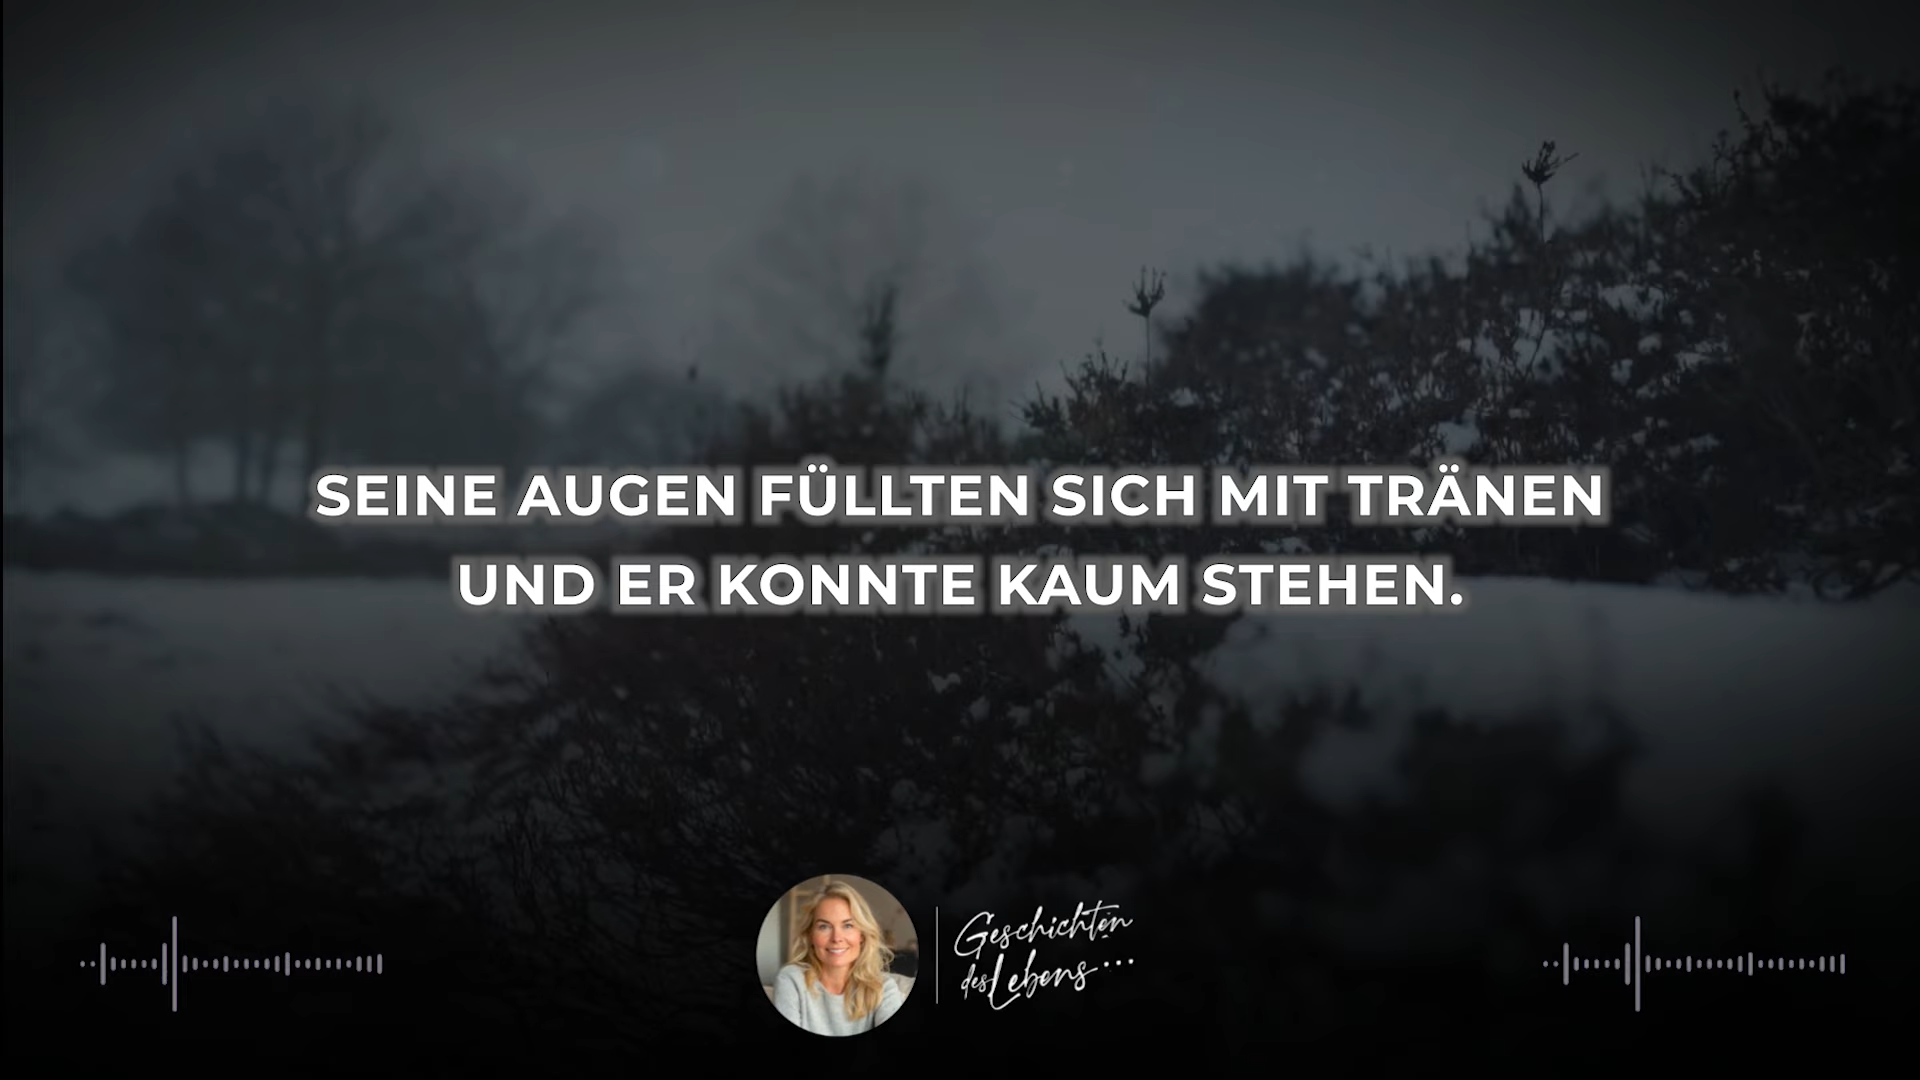 SEINE AUGEN FÜLLTEN SICH MIT TRÄNEN
UND ER KONNTE KAUM STEHEN.
Geschichten
des Lebens...